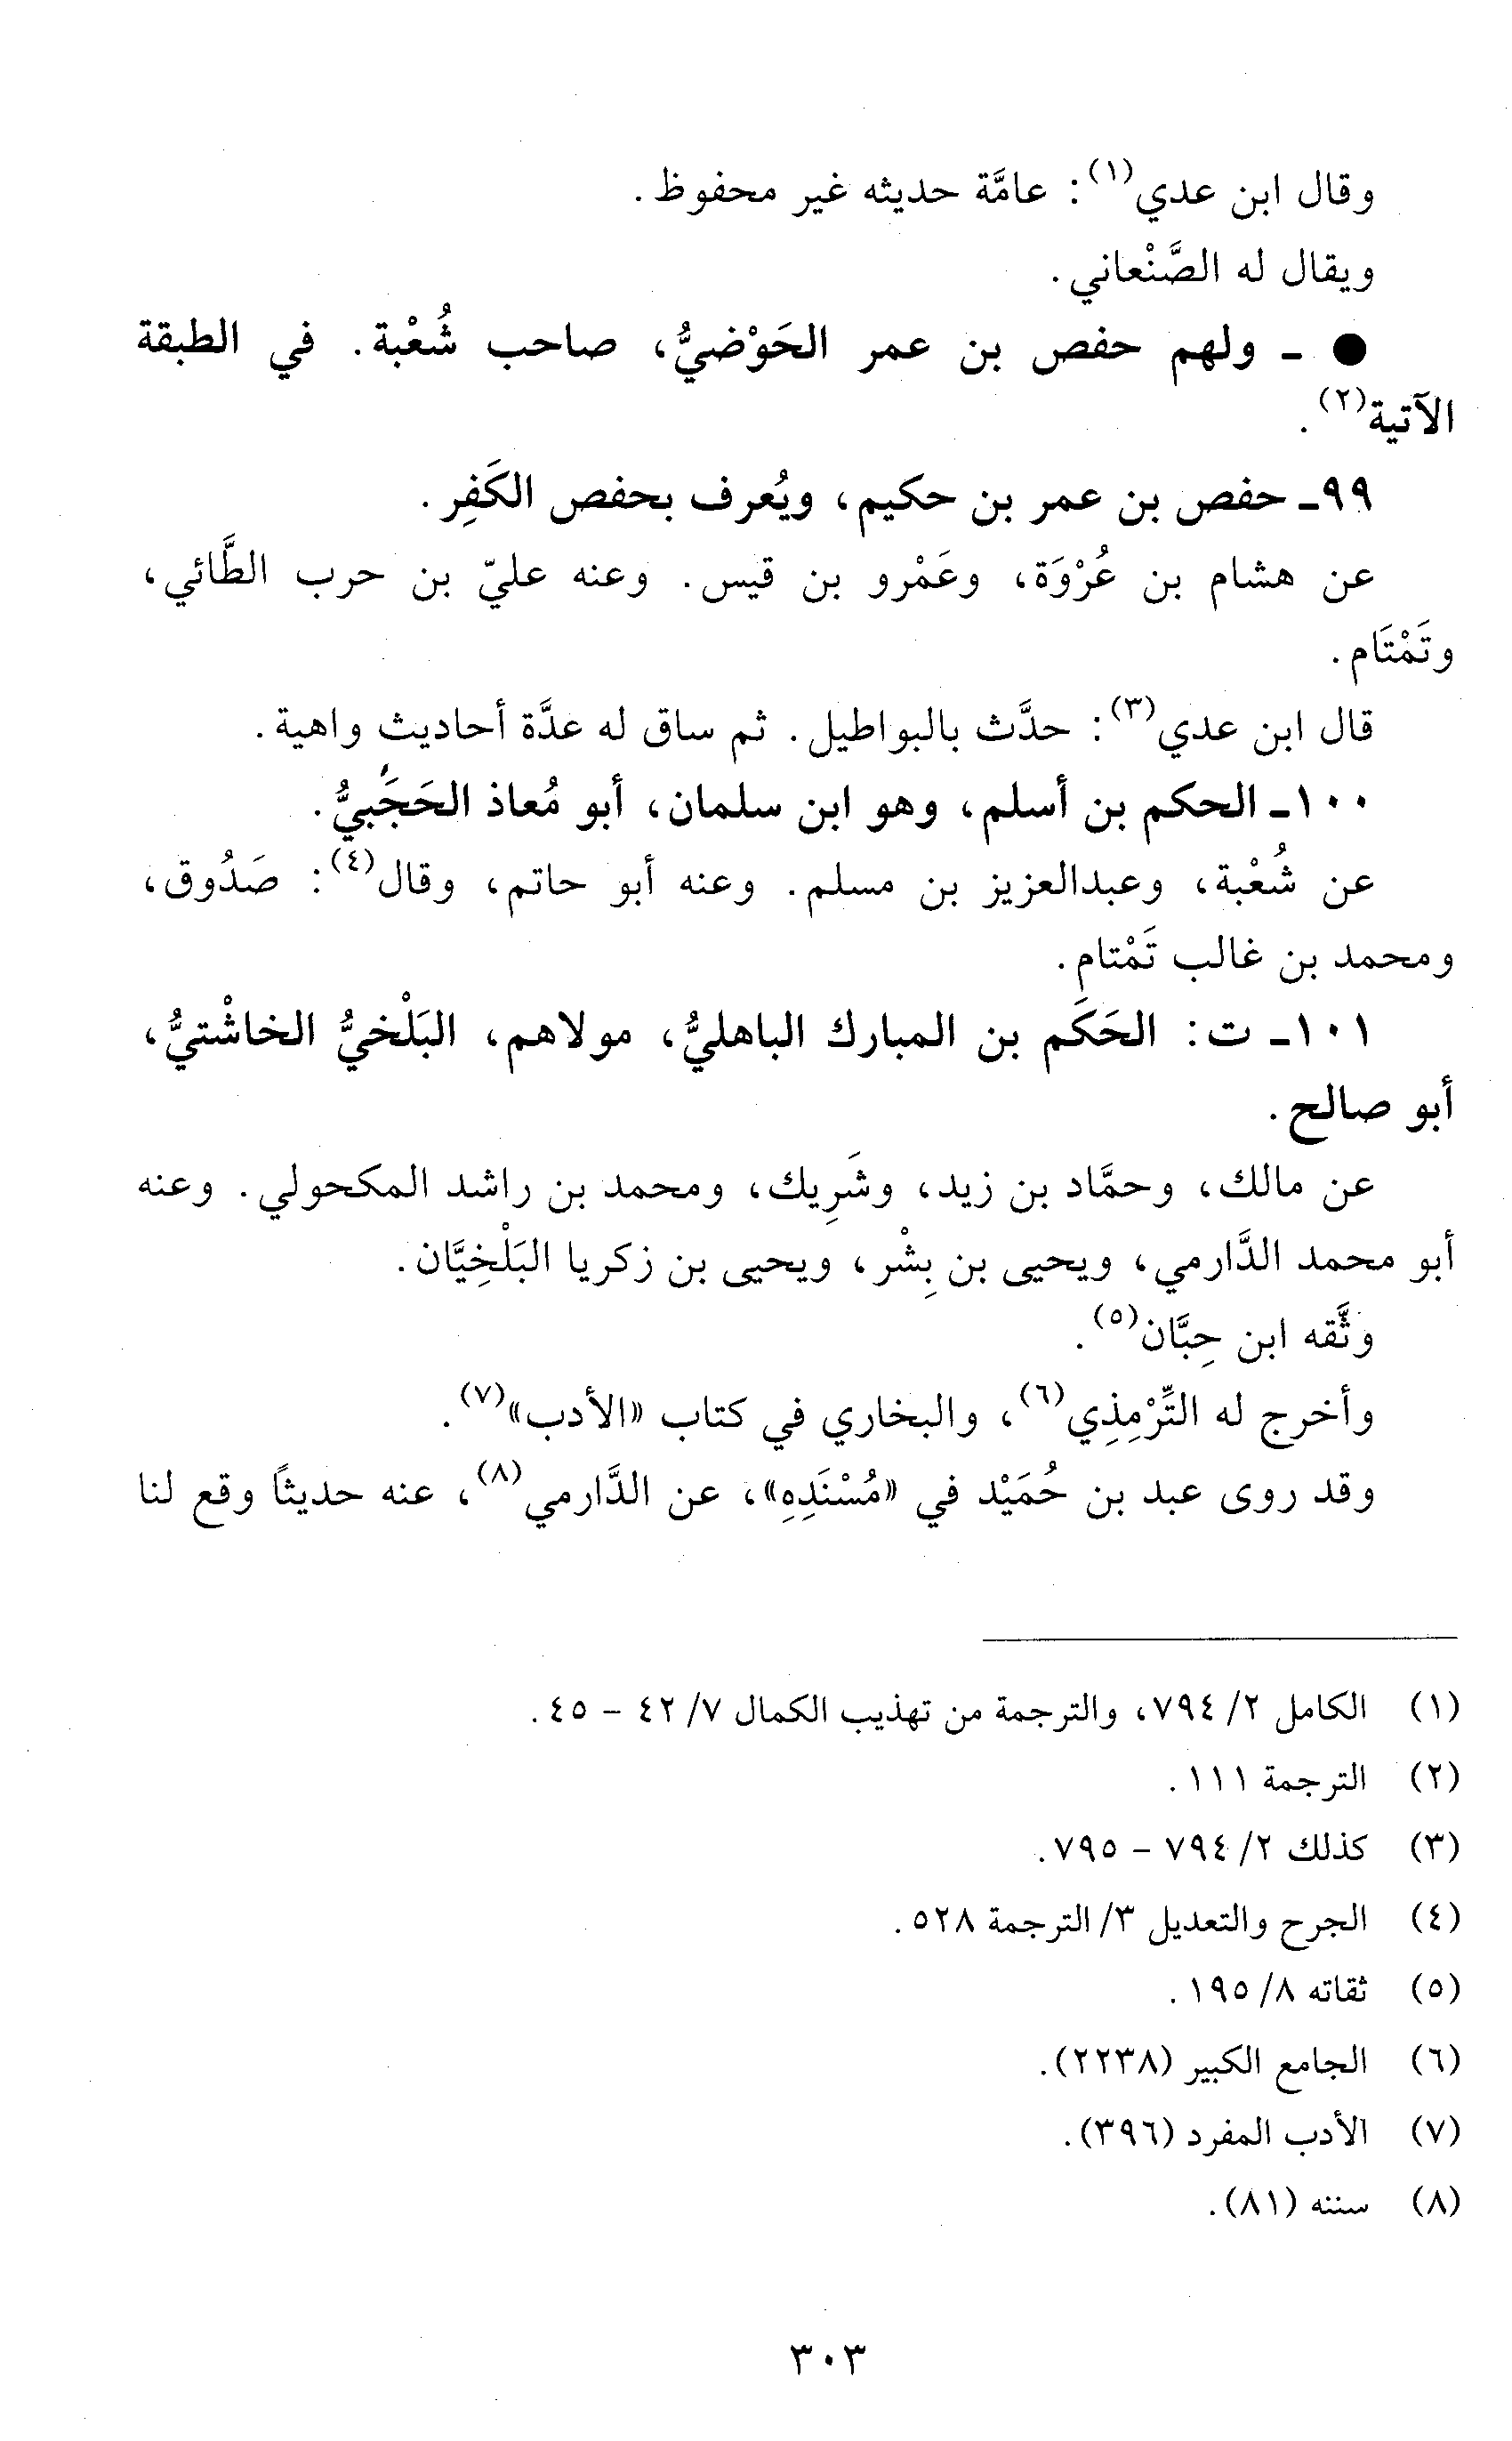 وقال ابن عدي(١): عامَّة حديثه غير محفوظ.
ويقال له الصَّنْعاني.
● ـ ولهم حفص بن عمر الحَوْضيُّ، صاحب شُعْبة. في الطبقة
الآتية(٢).
٩٩ـ حفص بن عمر بن حكيم، ويُعرف بحفص الكَفِر.
عن هشام بن عُرْوَة، وعَمْرو بن قيس. وعنه عليّ بن حرب الطَّائي،
وتَمْتَام.
قال ابن عدي(٣): حدَّث بالبواطيل. ثم ساق له عدَّة أحاديث واهية.
١٠٠ـ الحكم بن أسلم، وهو ابن سلمان، أبو مُعاذ الحَجَبيُّ.
عن شُعْبة، وعبدالعزيز بن مسلم. وعنه أبو حاتم، وقال(٤): صَدُوق،
ومحمد بن غالب تَمْتام.
١٠١ـ ت: الحَكَم بن المبارك الباهليُّ، مولاهم، البَلْخيُّ الخاشْتيُّ،
أبو صالح.
عن مالك، وحمَّاد بن زيد، وشَرِيك، ومحمد بن راشد المكحولي. وعنه
أبو محمد الدَّارمي، ويحيى بن بِشْر، ويحيى بن زكريا البَلْخِيَّان.
وثَّقه ابن حِبَّان(٥).
وأخرج له التِّرْمِذِي(٦)، والبخاري في كتاب «الأدب»(٧).
وقد روى عبد بن حُمَيْد في «مُسْنَدِهِ»، عن الدَّارمي(٨)، عنه حديثاً وقع لنا
(١) الكامل ٢/ ٧٩٤، والترجمة من تهذيب الكمال ٧/ ٤٢ – ٤٥.
(٢) الترجمة ١١١.
(٣) كذلك ٢/ ٧٩٤ – ٧٩٥.
(٤) الجرح والتعديل ٣/ الترجمة ٥٢٨.
(٥) ثقاته ٨/ ١٩٥.
(٦) الجامع الكبير (٢٢٣٨).
(٧) الأدب المفرد (٣٩٦).
(٨) سننه (٨١).
٣٠٣